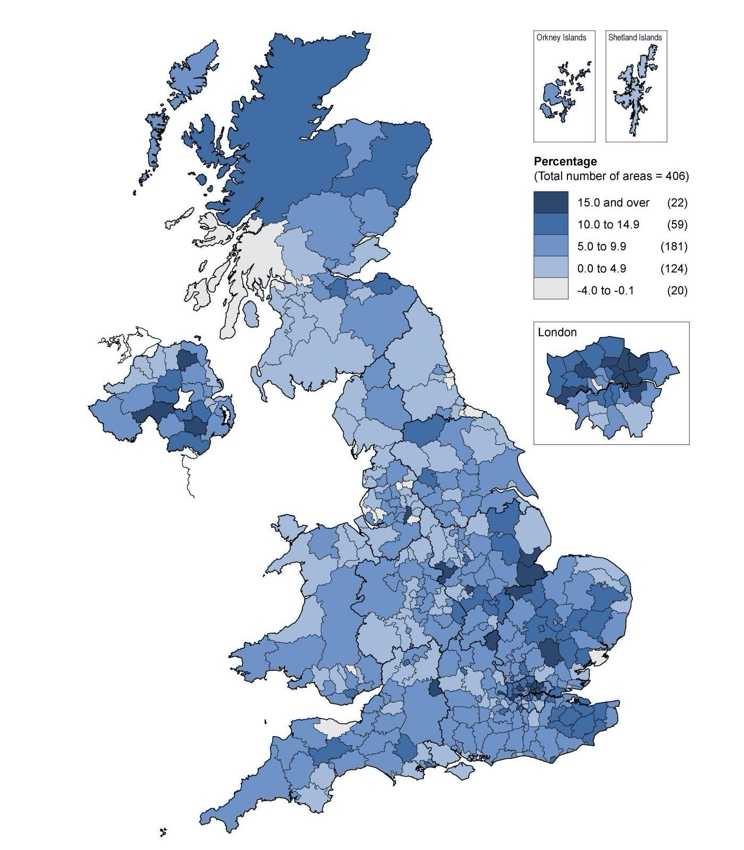 Orkney Islands
Shetland Islands
Percentage
(Total number of areas = 406)
15.0 and over (22)
10.0 to 14.9 (59)
5.0 to 9.9 (181)
0.0 to 4.9 (124)
-4.0 to -0.1 (20)
London